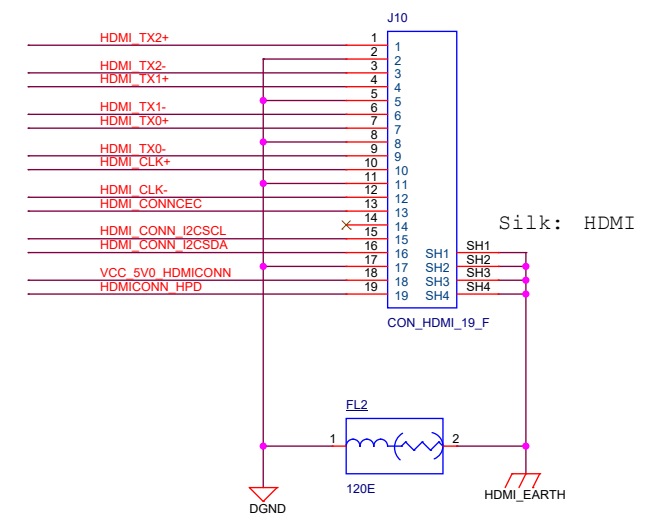 J10
HDMI_TX2+ 1 1
2 2
HDMI_TX2- 3 3
HDMI_TX1+ 4 4
5 5
HDMI_TX1- 6 6
HDMI_TX0+ 7 7
8 8
HDMI_TX0- 9 9
HDMI_CLK+ 10 10
11 11
HDMI_CLK- 12 12
HDMI_CONNCEC 13 13
14 14
Silk: HDMI
HDMI_CONN_I2CSCL 15 15
HDMI_CONN_I2CSDA 16 16 SH1 SH1
17 17 SH2 SH2
VCC_5V0_HDMICONN 18 18 SH3 SH3
HDMICONN_HPD 19 19 SH4 SH4
CON_HDMI_19_F
FL2
1 2
120E
HDMI_EARTH
DGND